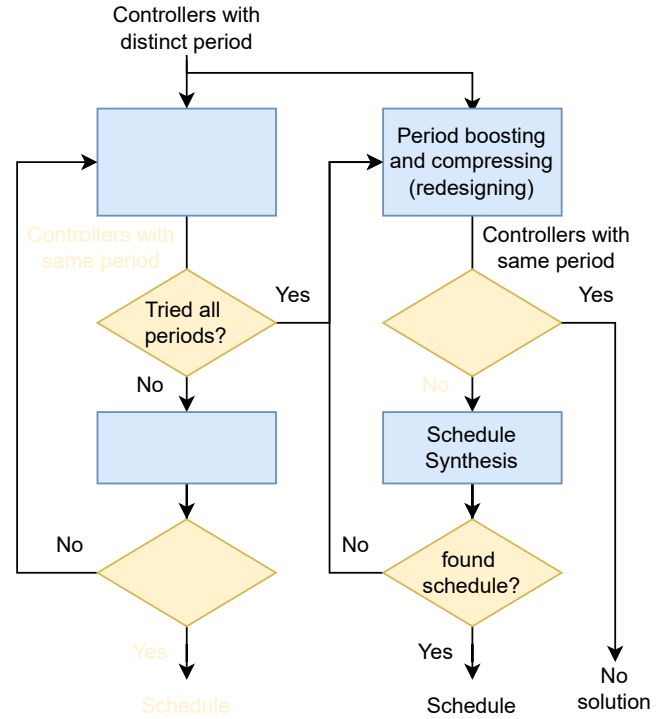 Controllers with
distinct period
Period boosting
and compressing
(redesigning)
Controllers with
same period
Controllers with
same period
Tried all
periods?
Yes
Yes
No
No
Schedule
Synthesis
No
No
found
schedule?
Yes
Yes
Schedule
Schedule
No
solution